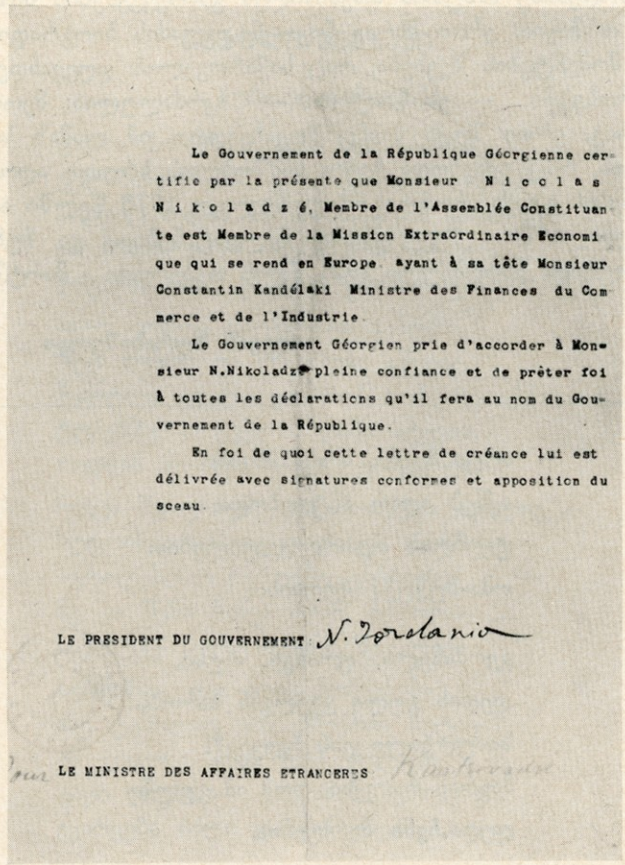 Le Gouvernement de la République Géorgienne cer-
tifie par la présente que Monsieur N i c o l a s
N i k o l a d z é, Membre de l'Assemblée Constituan
te est Membre de la Mission Extraordinaire Economi
que qui se rend en Europe ayant à sa tête Monsieur
Constantin Kandélaki Ministre des Finances du Com
merce et de l'Industrie
Le Gouvernement Géorgien prie d'accorder à Mon-
sieur N.Nikoladzé pleine confiance et de prêter foi
à toutes les déclarations qu'il fera au nom du Gou-
vernement de la République.
En foi de quoi cette lettre de créance lui est
délivrée avec signatures conformes et apposition du
sceau.
LE PRESIDENT DU GOUVERNEMENT N. Jordania
Pour LE MINISTRE DES AFFAIRES ETRANGERES